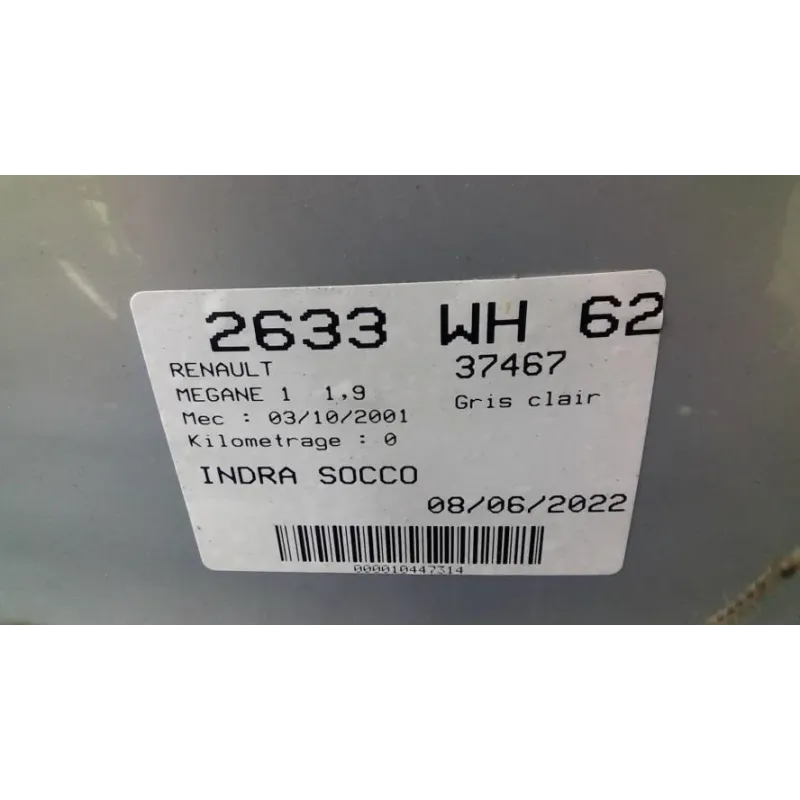 2633 WH 62
RENAULT 37467
MEGANE 1 1,9 Gris clair
Mec : 03/10/2001
Kilometrage : 0
INDRA SOCCO
08/06/2022
000010447314